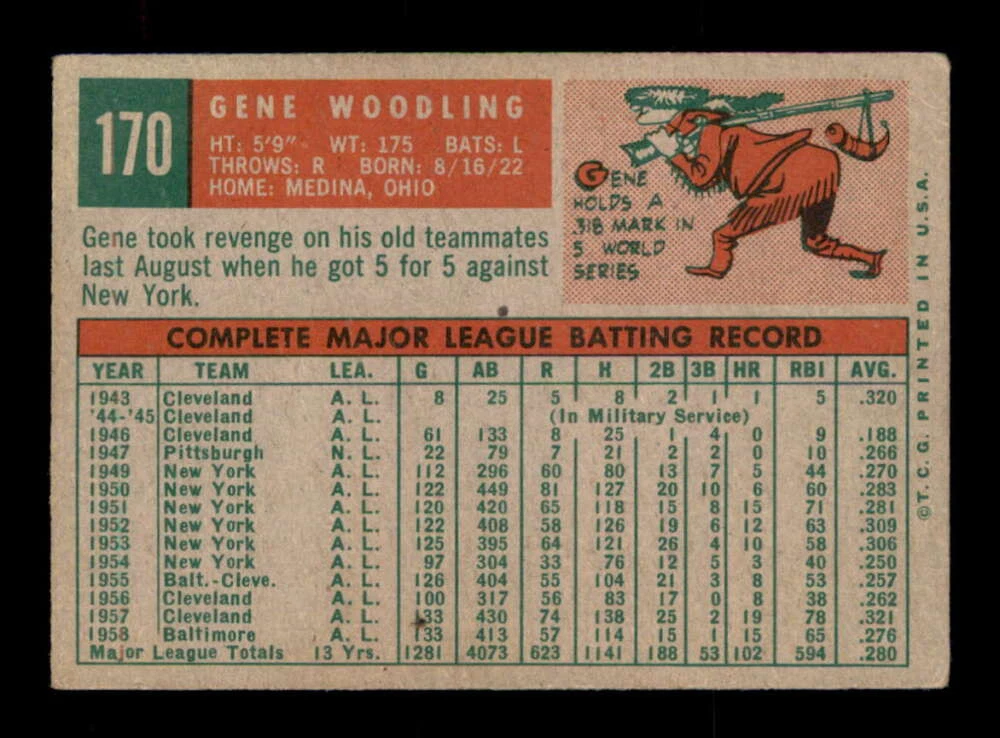 170
GENE WOODLING
HT: 5'9" WT: 175 BATS: L
THROWS: R BORN: 8/16/22
HOME: MEDINA, OHIO
Gene took revenge on his old teammates
last August when he got 5 for 5 against
New York.
GENE
HOLDS A
.318 MARK IN
5 WORLD
SERIES
COMPLETE MAJOR LEAGUE BATTING RECORD
YEAR TEAM LEA. G AB R H 2B 3B HR RBI AVG.
1943 Cleveland A. L. 8 25 5 8 2 1 1 5 .320
'44-'45 Cleveland A. L. (In Military Service)
1946 Cleveland A. L. 61 133 8 25 1 4 0 9 .188
1947 Pittsburgh N. L. 22 79 7 21 2 2 0 10 .266
1949 New York A. L. 112 296 60 80 13 7 5 44 .270
1950 New York A. L. 122 449 81 127 20 10 6 60 .283
1951 New York A. L. 120 420 65 118 15 8 15 71 .281
1952 New York A. L. 122 408 58 126 19 6 12 63 .309
1953 New York A. L. 125 395 64 121 26 4 10 58 .306
1954 New York A. L. 97 304 33 76 12 5 3 40 .250
1955 Balt.-Cleve. A. L. 126 404 55 104 21 3 8 53 .257
1956 Cleveland A. L. 100 317 56 83 17 0 8 38 .262
1957 Cleveland A. L. 133 430 74 138 25 2 19 78 .321
1958 Baltimore A. L. 133 413 57 114 15 1 15 65 .276
Major League Totals 13 Yrs. 1281 4073 623 1141 188 53 102 594 .280
©T.C.G. PRINTED IN U.S.A.